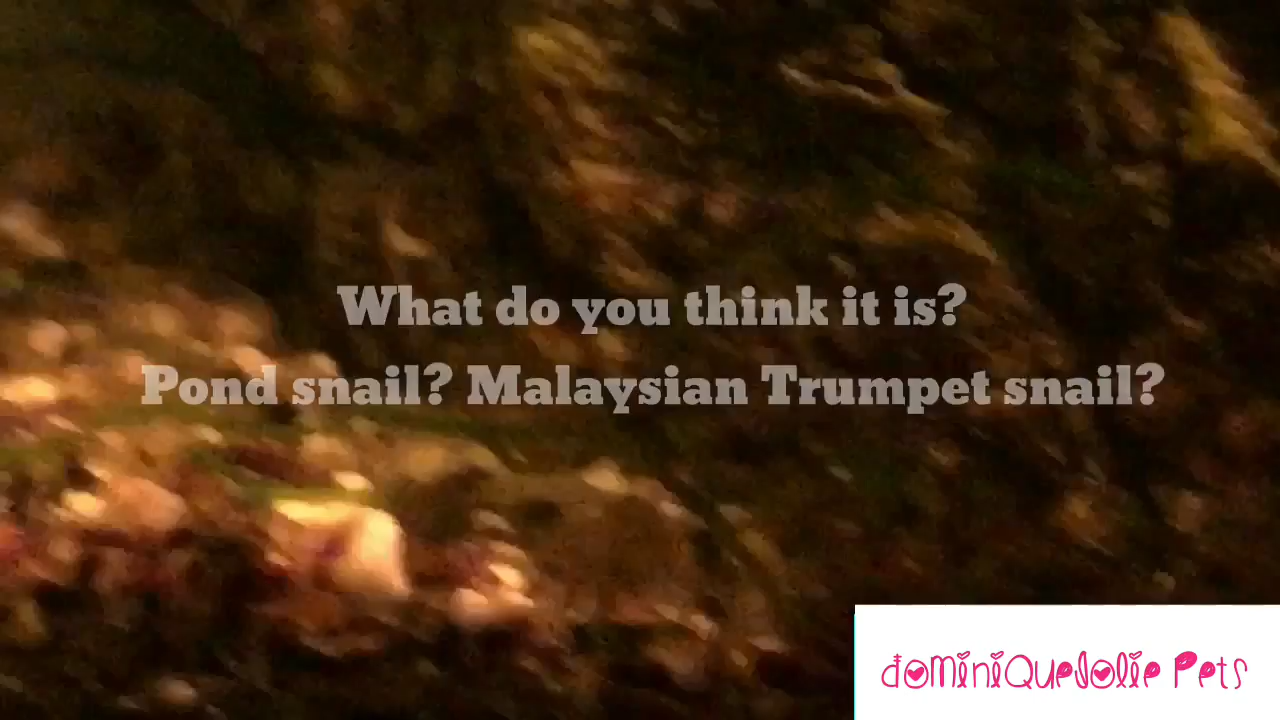 What do you think it is?
Pond snail? Malaysian Trumpet snail?
dominiquejolie Pets